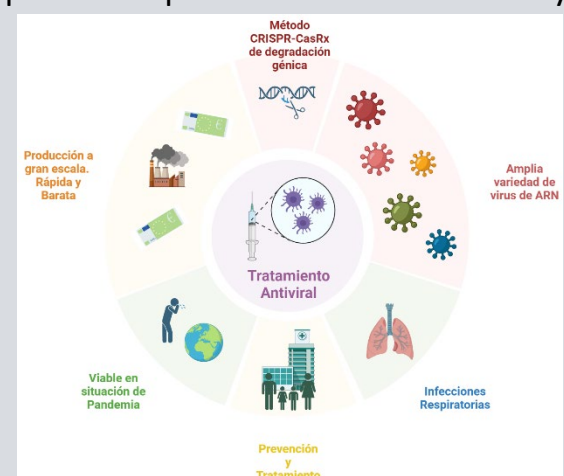 Método
CRISPR-CasRx
de degradación
génica
Amplia
variedad de
virus de ARN
Infecciones
Respiratorias
Prevención
y
Tratamiento
Viable en
situación de
Pandemia
Producción a
gran escala.
Rápida y
Barata
Tratamiento
Antiviral